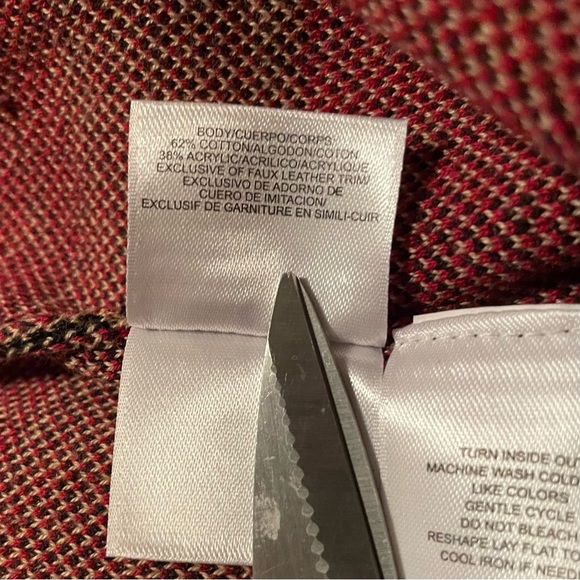 BODY/CUERPO/CORPS
62% COTTON/ALGODON/COTON
38% ACRYLIC/ACRILICO/ACRYLIQUE
EXCLUSIVE OF FAUX LEATHER TRIM/
EXCLUSIVO DE ADORNO DE
CUERO DE IMITACION/
EXCLUSIF DE GARNITURE EN SIMILI-CUIR
TURN INSIDE OU
MACHINE WASH COLD
LIKE COLORS
GENTLE CYCLE
DO NOT BLEACH
RESHAPE LAY FLAT TO
COOL IRON IF NEED